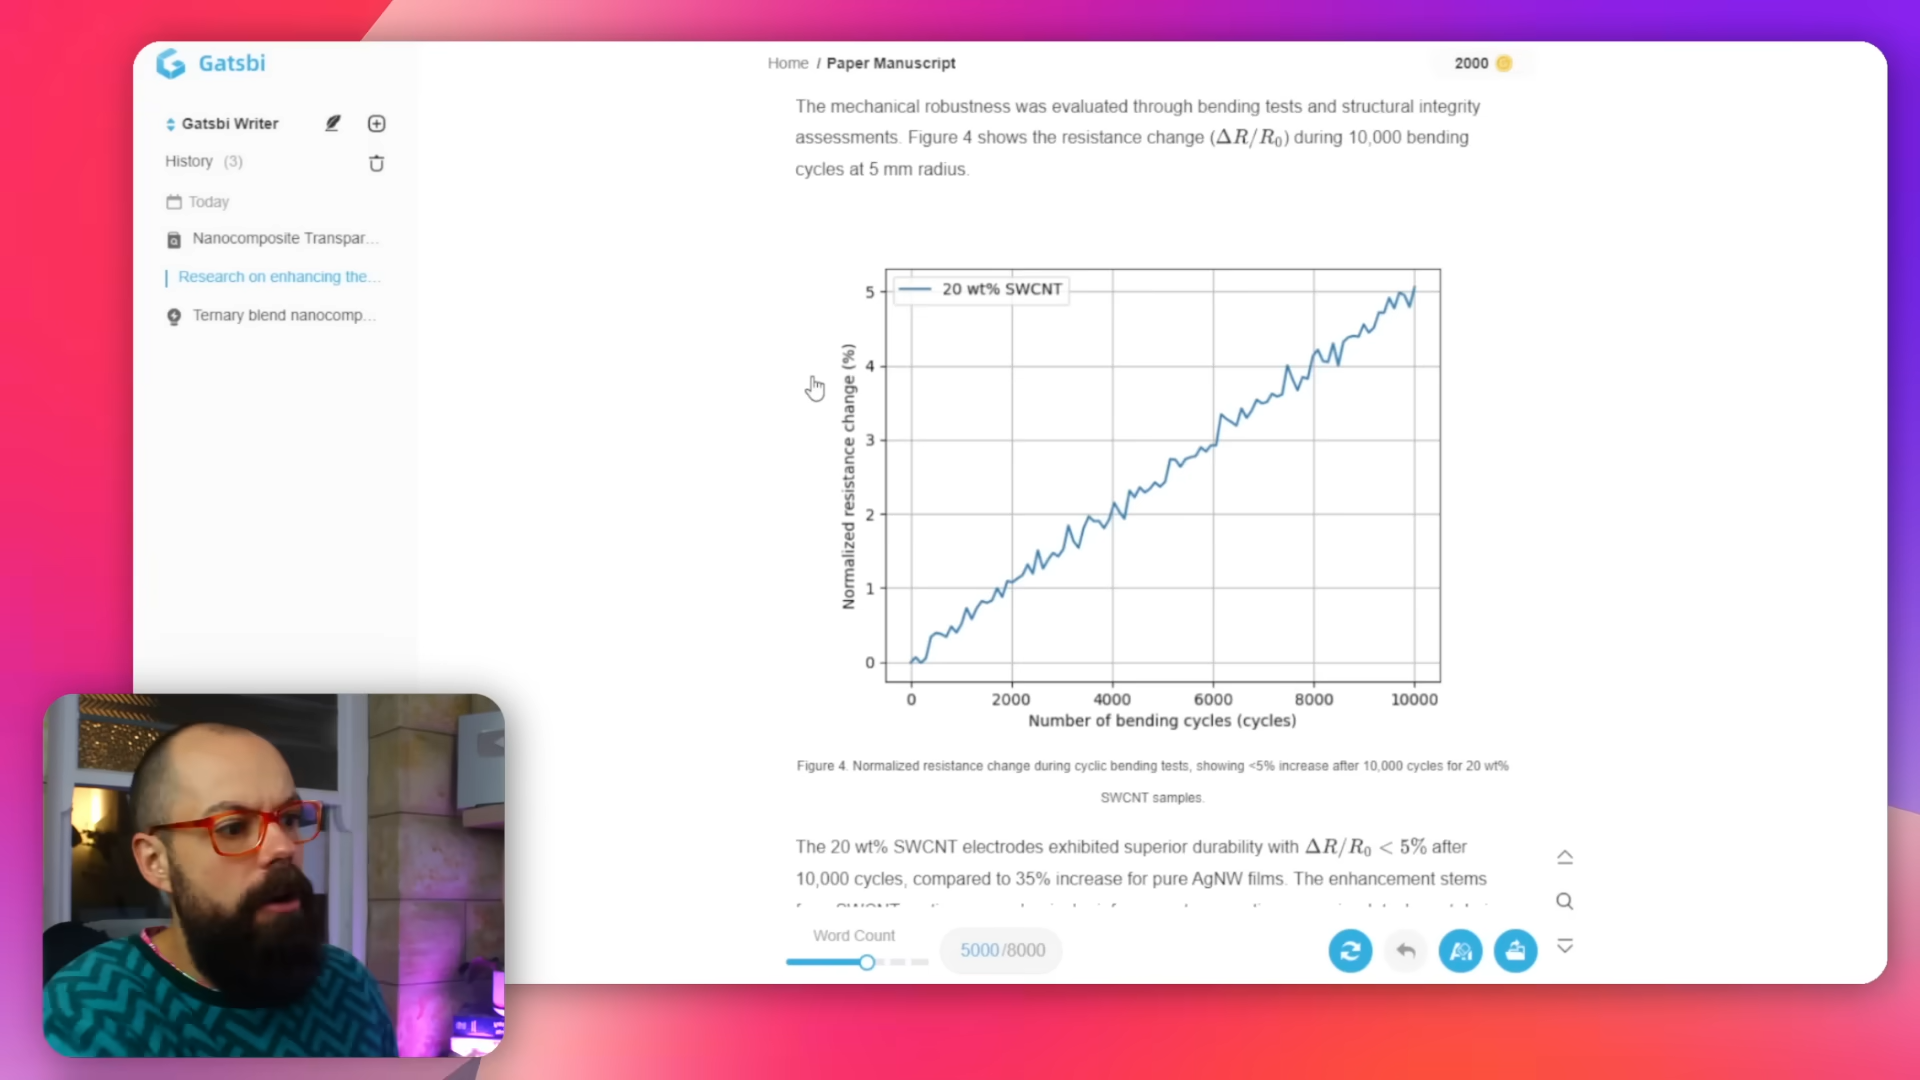 Gatsbi
Home / Paper Manuscript
2000
Gatsbi Writer
History (3)
Today
Nanocomposite Transpar...
Research on enhancing the...
Ternary blend nanocomp...
The mechanical robustness was evaluated through bending tests and structural integrity
assessments. Figure 4 shows the resistance change (ΔR/R₀) during 10,000 bending
cycles at 5 mm radius.
20 wt% SWCNT
Normalized resistance change (%)
5
4
3
2
1
0
0 2000 4000 6000 8000 10000
Number of bending cycles (cycles)
Figure 4. Normalized resistance change during cyclic bending tests, showing <5% increase after 10,000 cycles for 20 wt%
SWCNT samples.
The 20 wt% SWCNT electrodes exhibited superior durability with ΔR/R₀ < 5% after
10,000 cycles, compared to 35% increase for pure AgNW films. The enhancement stems
Word Count
5000/8000